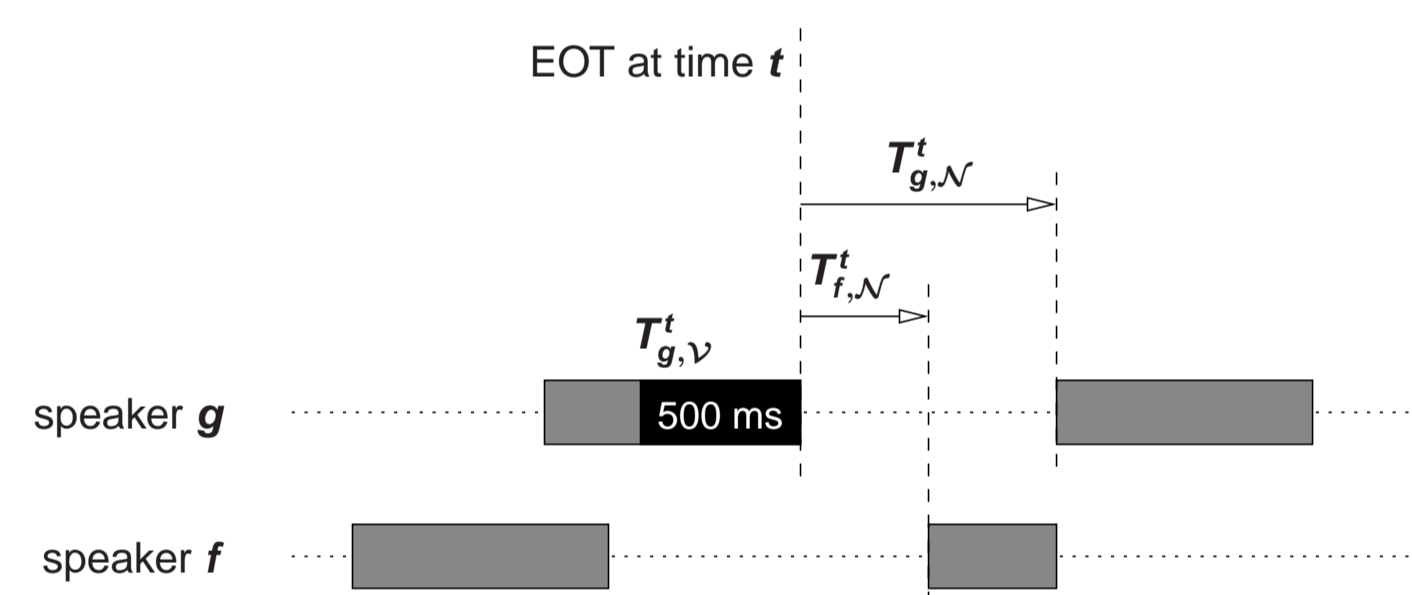 EOT at time t
T^t_{g,𝒩}
T^t_{f,𝒩}
T^t_{g,𝒱}
speaker g
500 ms
speaker f